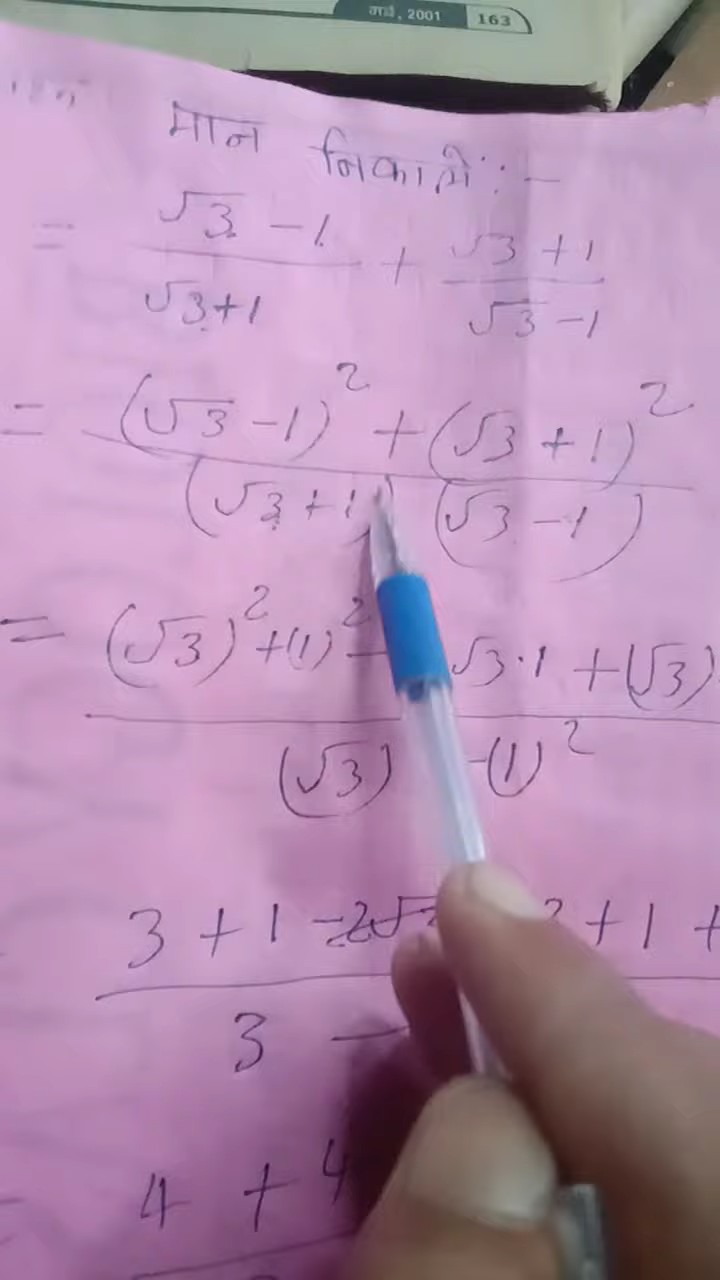 मार्च, 2001 163
मान निकालें :-
= √3 - 1 / √3 + 1 + √3 + 1 / √3 - 1
= (√3 - 1)² + (√3 + 1)² / (√3 + 1) (√3 - 1)
= (√3)² + (1)² - √3 · 1 + (√3) / (√3) - (1)²
3 + 1 - 2√ + 1 + / 3 -
4 + 4